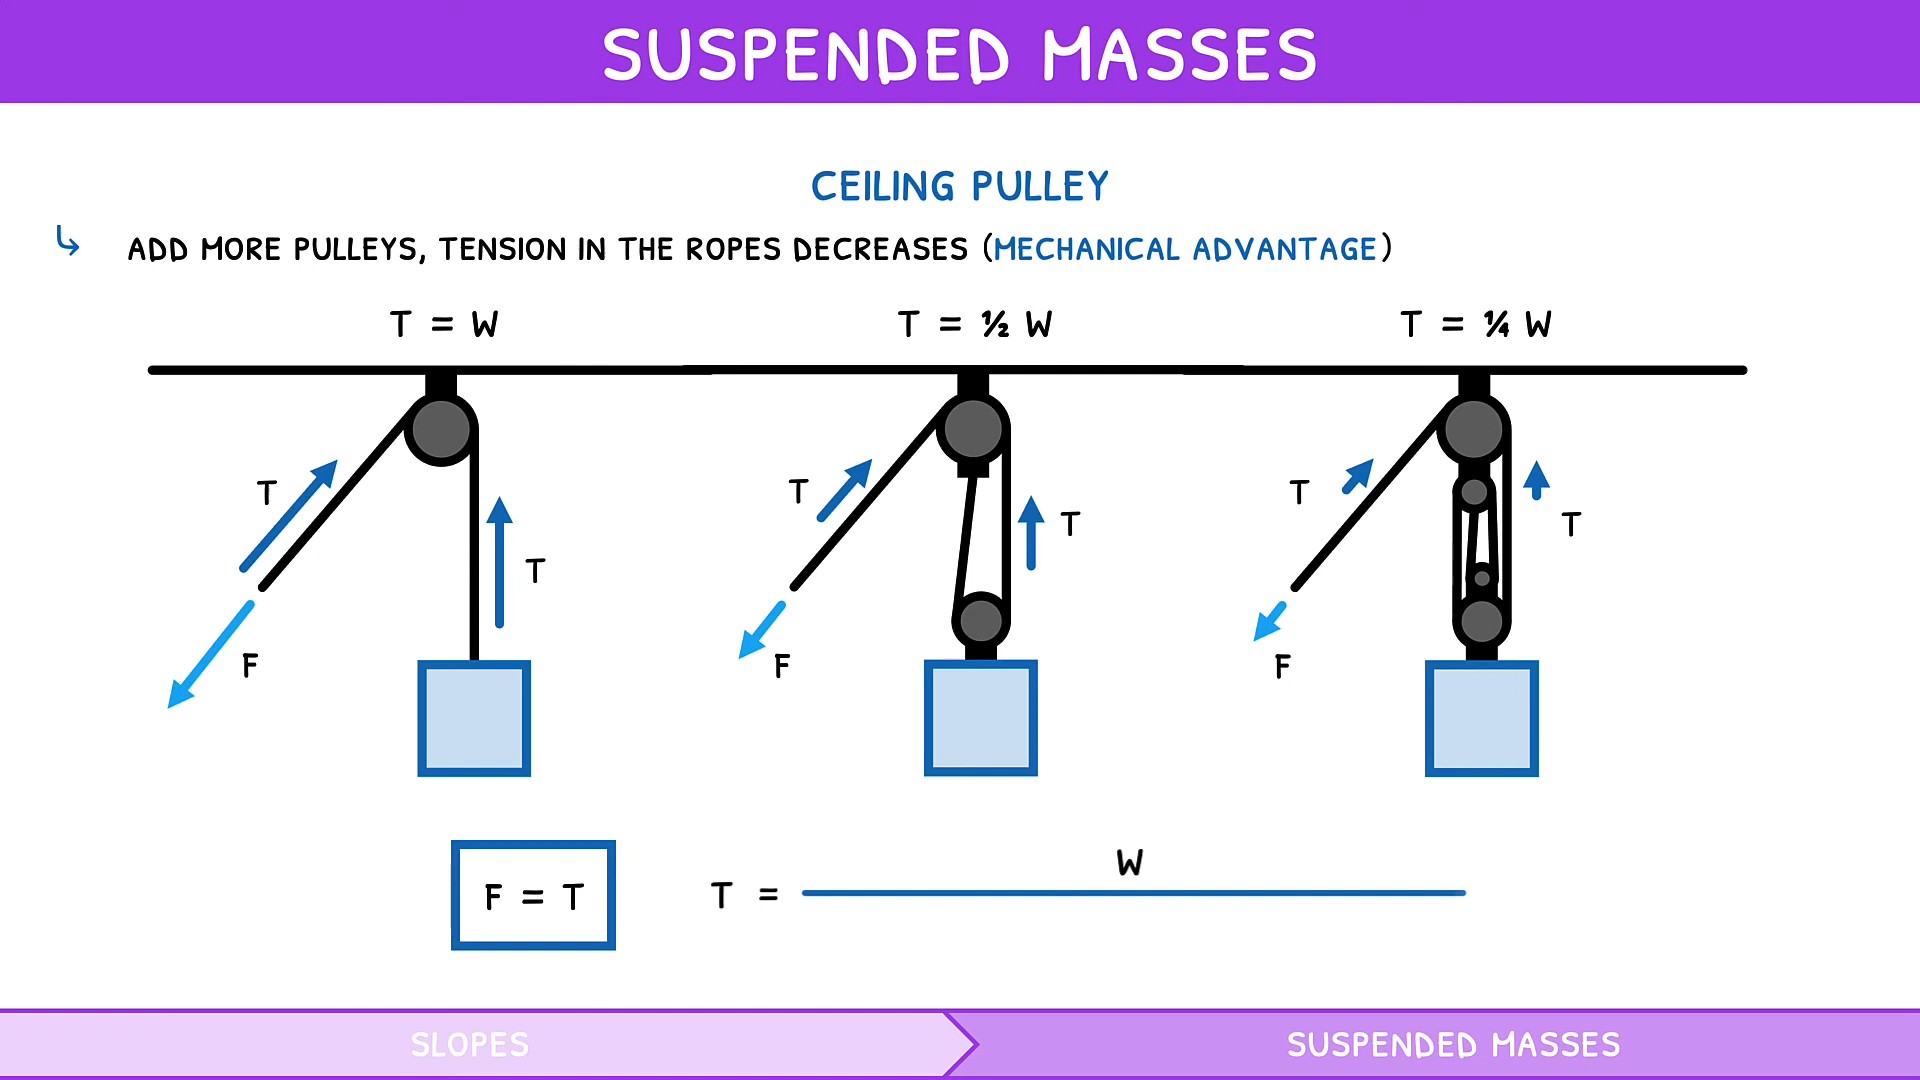 SUSPENDED MASSES
CEILING PULLEY
ADD MORE PULLEYS, TENSION IN THE ROPES DECREASES (MECHANICAL ADVANTAGE)
T = W
T = ½ W
T = ¼ W
T
T
F
T
T
F
T
T
F
F = T
T =
W
SLOPES
SUSPENDED MASSES